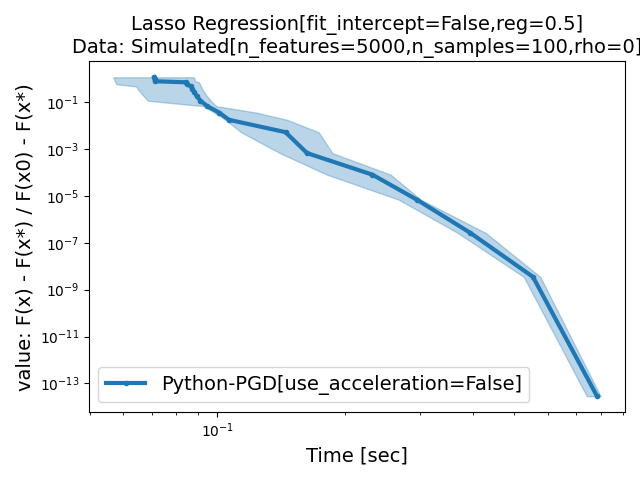 Lasso Regression[fit_intercept=False,reg=0.5]
Data: Simulated[n_features=5000,n_samples=100,rho=0]
value: F(x) - F(x*) / F(x0) - F(x*)
10⁻¹
10⁻³
10⁻⁵
10⁻⁷
10⁻⁹
10⁻¹¹
10⁻¹³
Python-PGD[use_acceleration=False]
10⁻¹
Time [sec]